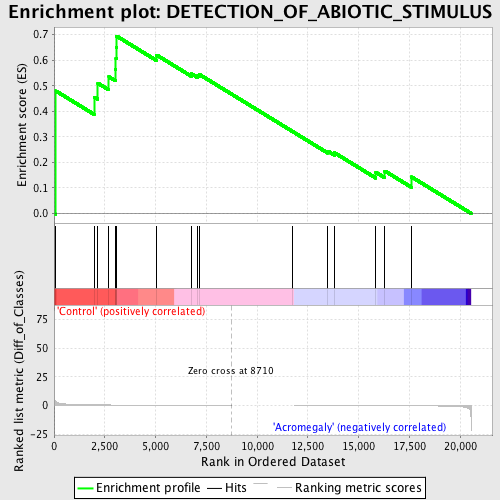 Enrichment plot: DETECTION_OF_ABIOTIC_STIMULUS
Enrichment score (ES)
0.7
0.6
0.5
0.4
0.3
0.2
0.1
0.0
Ranked list metric (Diff_of_Classes)
'Control' (positively correlated)
75
50
25
0
-25
Zero cross at 8710
'Acromegaly' (negatively correlated)
0 2,500 5,000 7,500 10,000 12,500 15,000 17,500 20,000
Rank in Ordered Dataset
Enrichment profile Hits Ranking metric scores